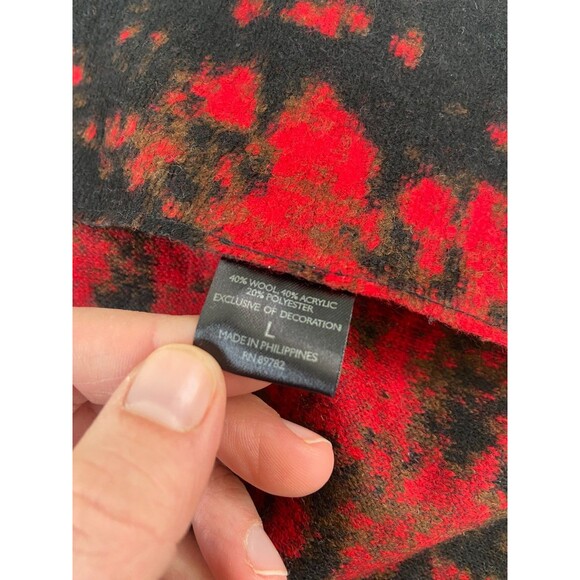 40% WOOL, 40% ACRYLIC
20% POLYESTER
EXCLUSIVE OF DECORATION
L
MADE IN PHILIPPINES
RN 89782